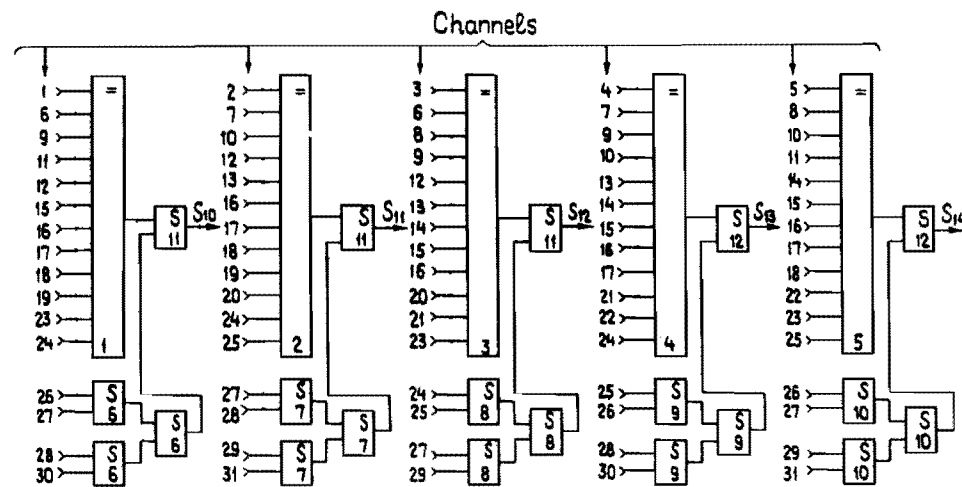 Channels
1 2 3 4 5
= = = = =
6 7 6 7 8
9 10 8 9 10
11 12 9 10 11
12 13 12 13 14
15 16 13 14 15
S S10 S S11 S S12 S S13 S S14
16 17 14 15 16
11 11 11 12 12
17 18 15 16 17
18 19 16 17 18
19 20 20 21 22
23 24 21 22 23
24 25 23 24 25
1 2 3 4 5
26 S 27 S 24 S 25 S 26 S
27 6 28 7 25 8 26 9 27 10
S S S S S
6 7 8 9 10
28 S 29 S 27 S 28 S 29 S
30 6 31 7 29 8 30 9 31 10